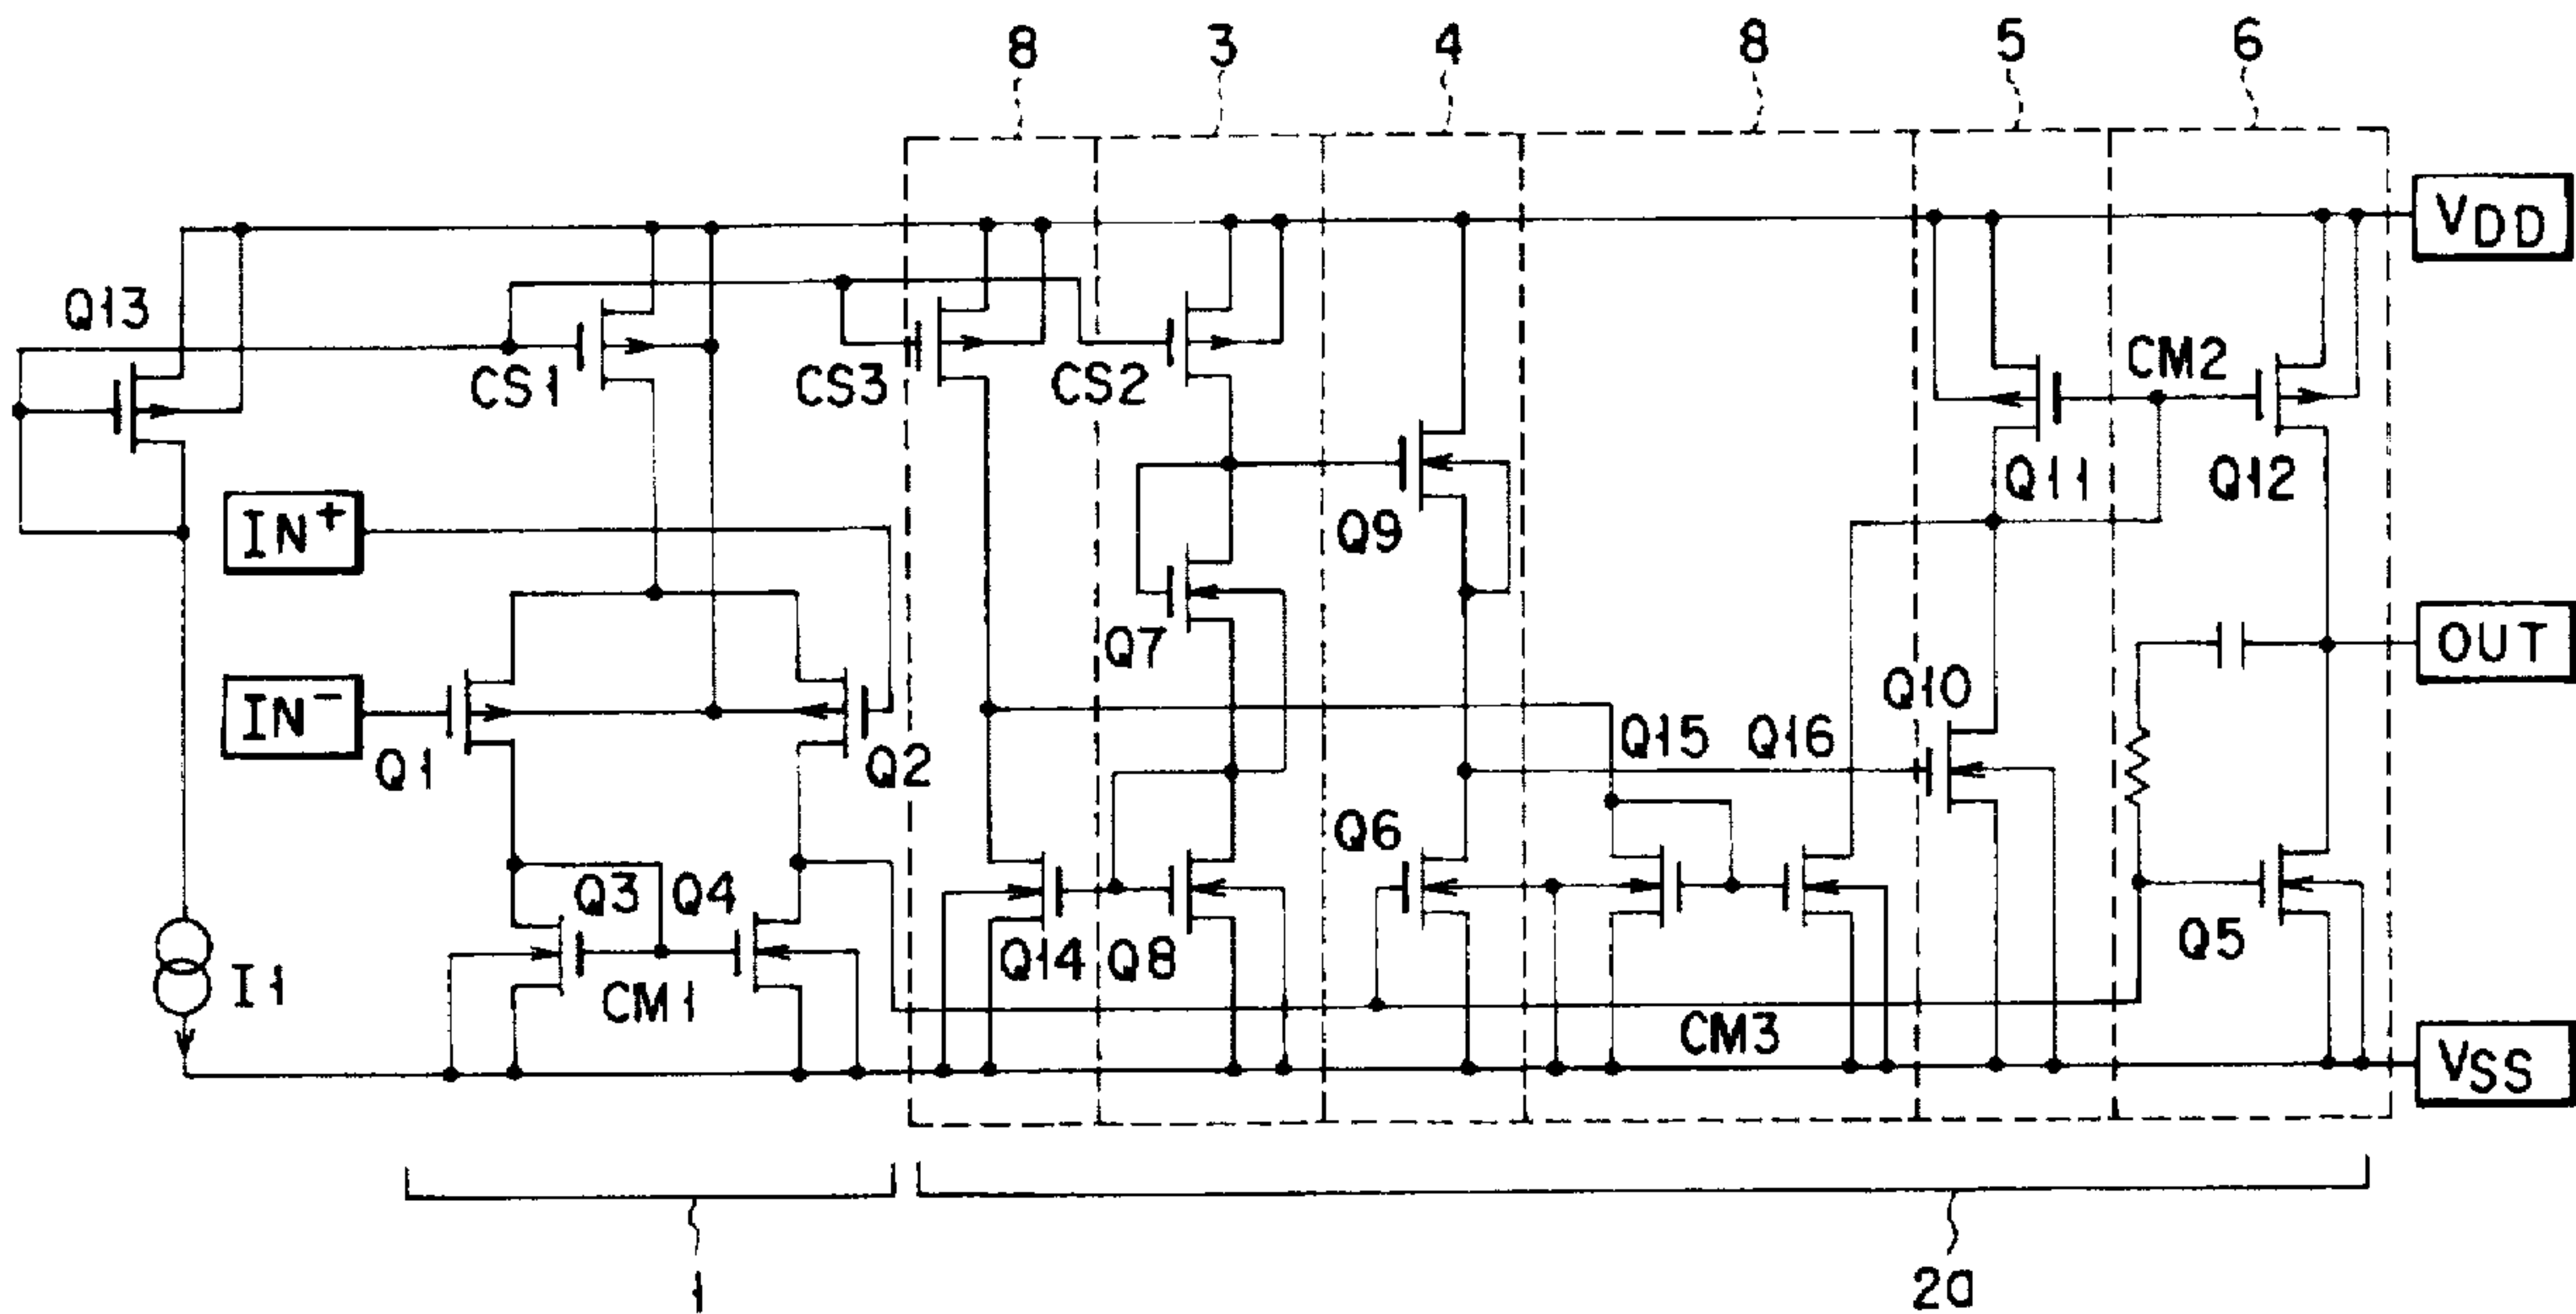 8 3 4 8 5 6
VDD
Q13
CS1 CS3 CS2 CM2
Q11 Q12
IN+ Q9
Q7 OUT
IN− Q10
Q1 Q2 Q15 Q16
Q6
Q3 Q4
Q14 Q8 Q5
I1 CM1
CM3 VSS
1 2a